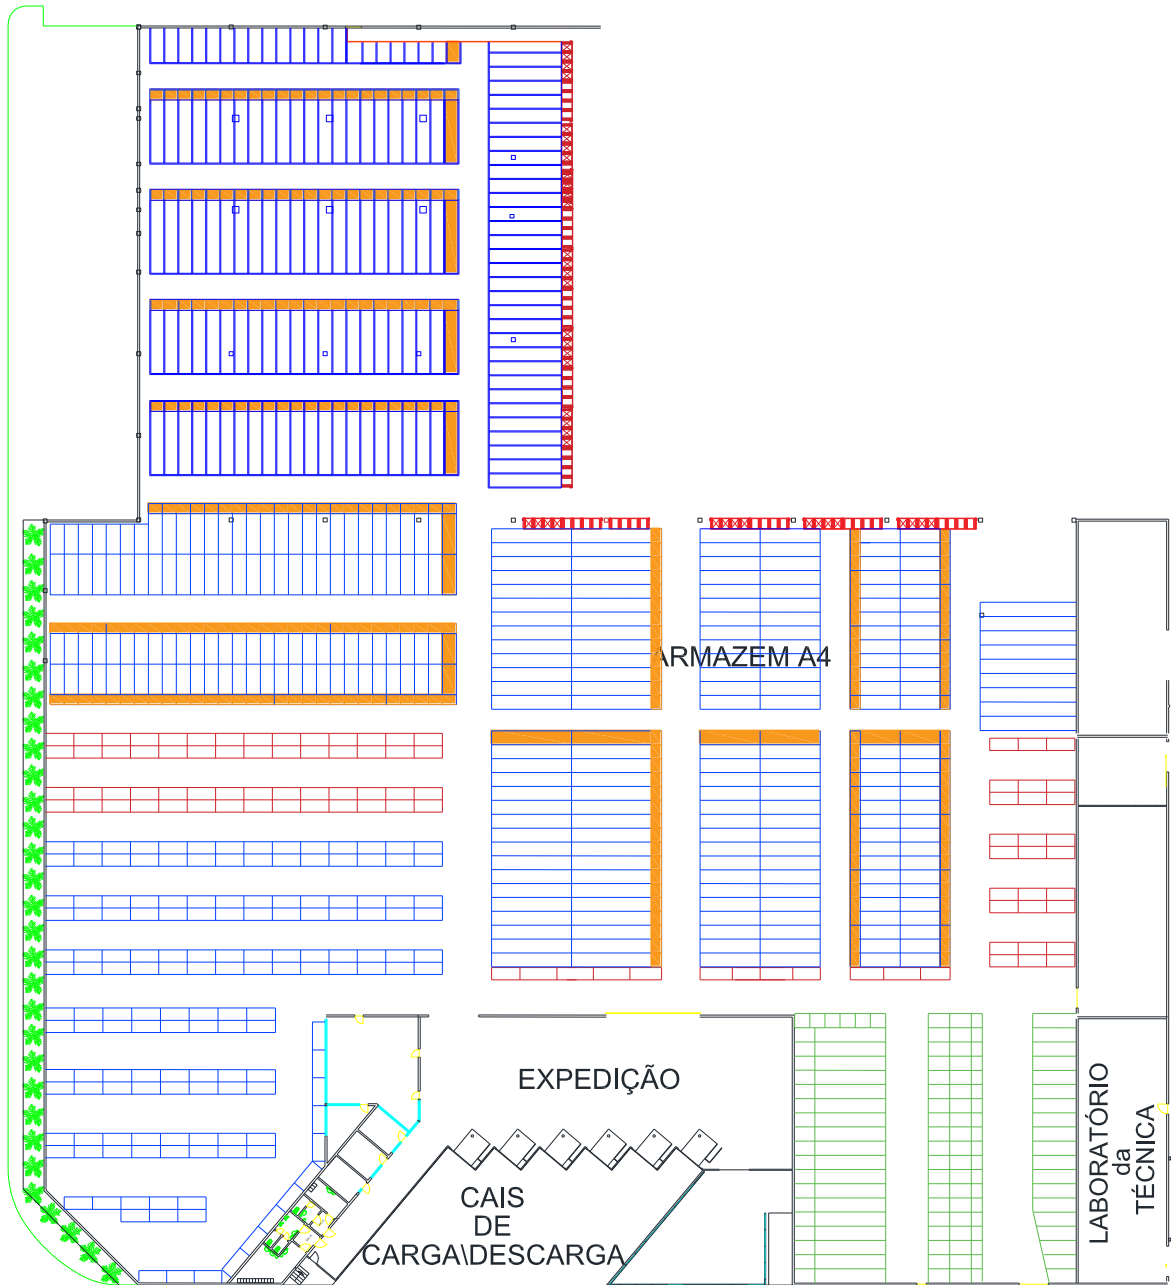 ARMAZEM A4
EXPEDIÇÃO
LABORATÓRIO
da
TÉCNICA
CAIS
DE
CARGA\DESCARGA